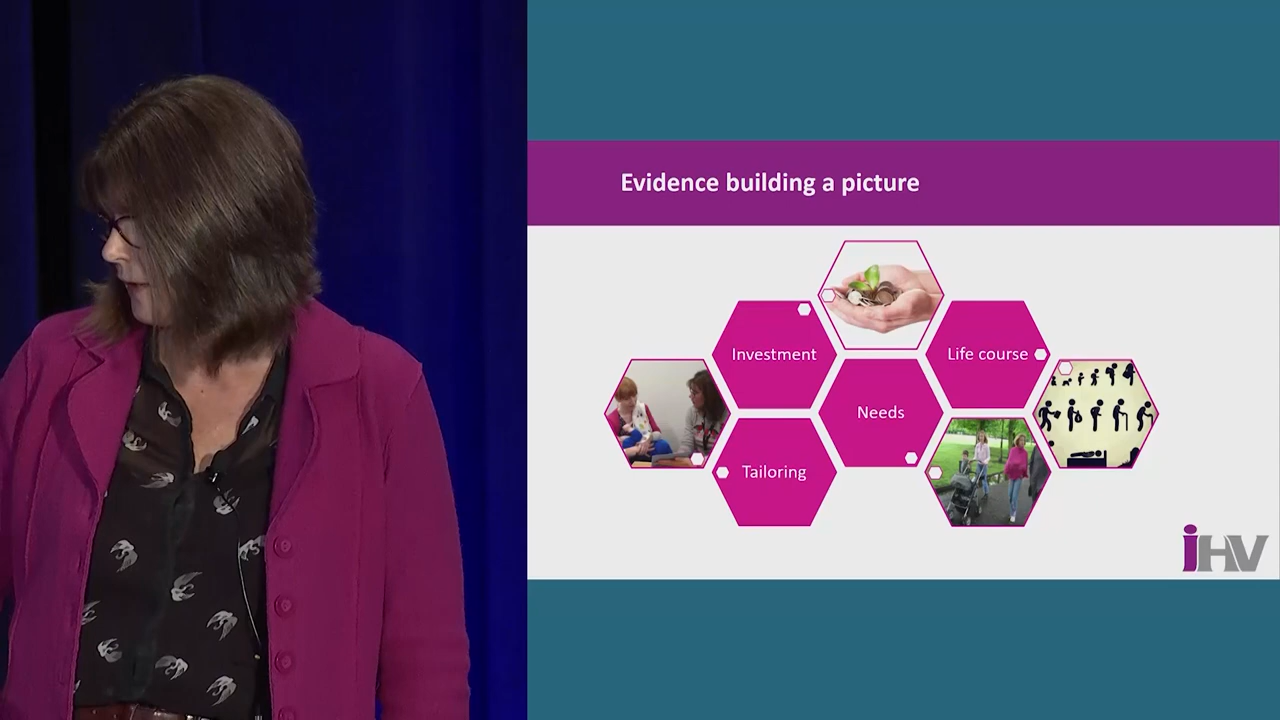 Evidence building a picture
Investment
Life course
Needs
Tailoring
iHV